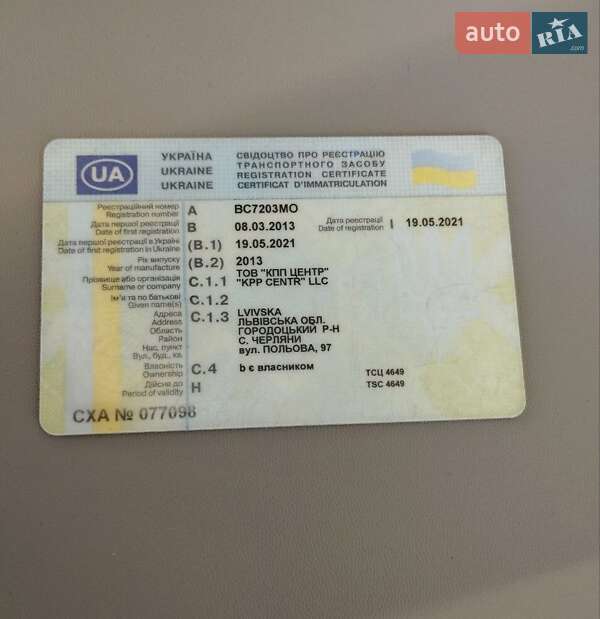 auto RIA .com
UA
УКРАЇНА
UKRAINE
UKRAINE
СВІДОЦТВО ПРО РЕЄСТРАЦІЮ
ТРАНСПОРТНОГО ЗАСОБУ
REGISTRATION CERTIFICATE
CERTIFICAT D'IMMATRICULATION
Реєстраційний номер
Registration number A BC7203MO
Дата першої реєстрації
Date of first registration B 08.03.2013
Дата реєстрації
Date of registration I 19.05.2021
Дата першої реєстрації в Україні
Date of first registration in Ukraine (B.1) 19.05.2021
Рік випуску
Year of manufacture (B.2) 2013
Прізвище або організація
Surname or company C.1.1 ТОВ "КПП ЦЕНТР"
"KPP CENTR" LLC
Ім'я та по батькові
Given name(s) C.1.2
Адреса
Address
Область
Район
Нас. пункт
Вул., буд., кв. C.1.3 LVIVSKA
ЛЬВІВСЬКА ОБЛ.
ГОРОДОЦЬКИЙ Р-Н
С. ЧЕРЛЯНИ
вул. ПОЛЬОВА, 97
Власність
Ownership C.4 b є власником
ТСЦ 4649
Дійсне до
Period of validity H
TSC 4649
СХА № 077098